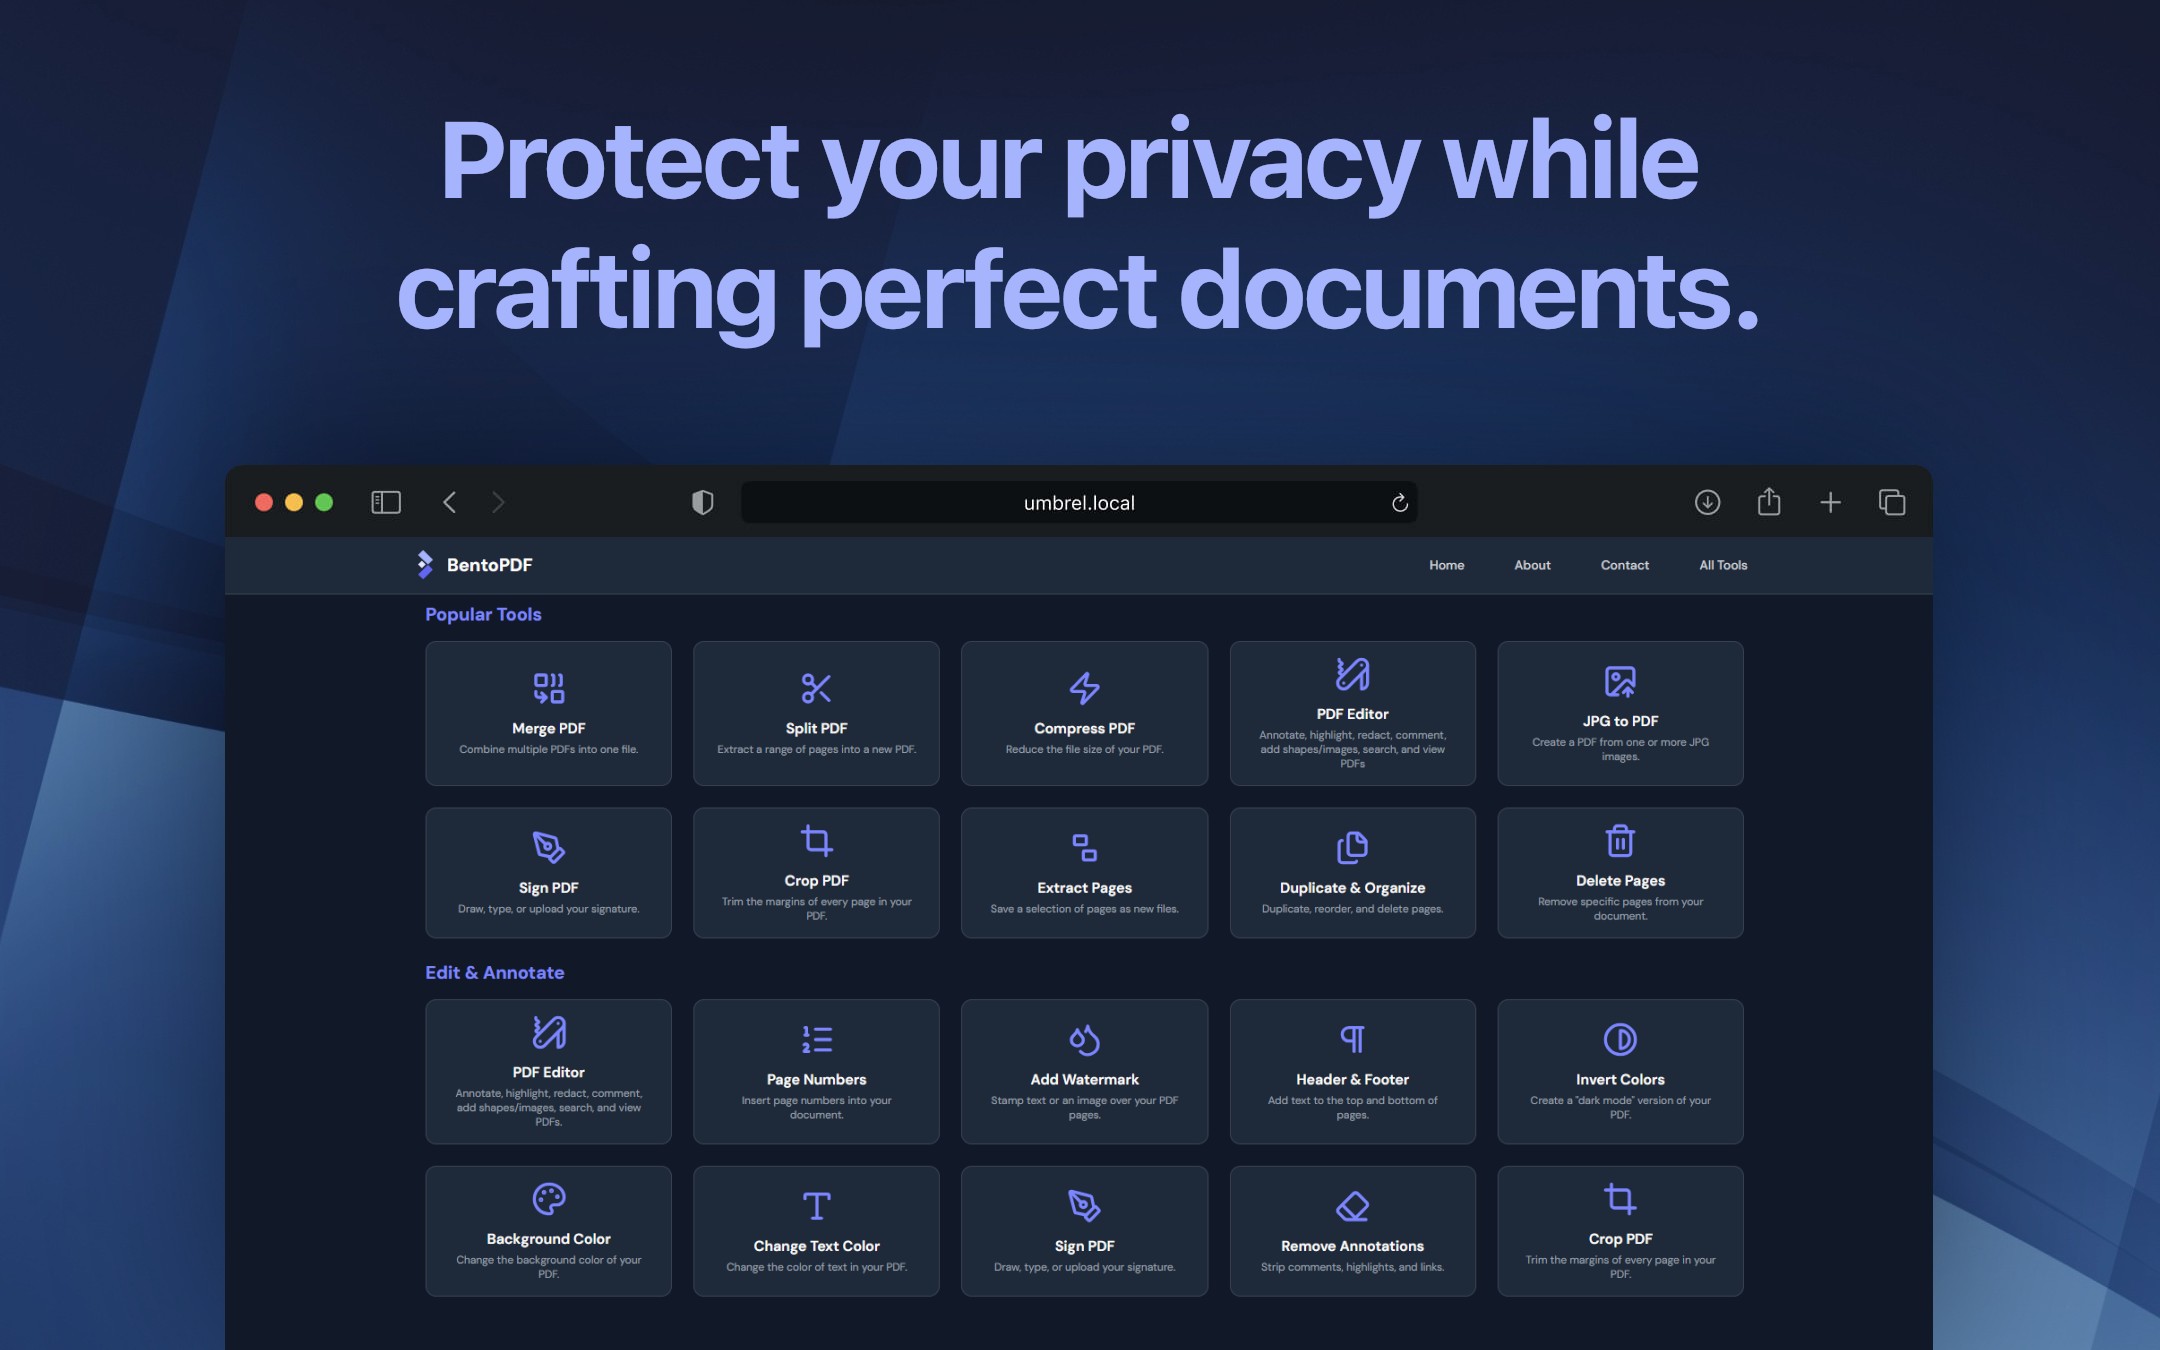 Protect your privacy while
crafting perfect documents.
umbrel.local
BentoPDF
Home
About
Contact
All Tools
Popular Tools
Merge PDF
Combine multiple PDFs into one file.
Split PDF
Extract a range of pages into a new PDF.
Compress PDF
Reduce the file size of your PDF.
PDF Editor
Annotate, highlight, redact, comment,
add shapes/images, search, and view
PDFs
JPG to PDF
Create a PDF from one or more JPG
images.
Sign PDF
Draw, type, or upload your signature.
Crop PDF
Trim the margins of every page in your
PDF.
Extract Pages
Save a selection of pages as new files.
Duplicate & Organize
Duplicate, reorder, and delete pages.
Delete Pages
Remove specific pages from your
document.
Edit & Annotate
PDF Editor
Annotate, highlight, redact, comment,
add shapes/images, search, and view
PDFs.
Page Numbers
Insert page numbers into your
document.
Add Watermark
Stamp text or an image over your PDF
pages.
Header & Footer
Add text to the top and bottom of
pages.
Invert Colors
Create a "dark mode" version of your
PDF.
Background Color
Change the background color of your
PDF.
Change Text Color
Change the color of text in your PDF.
Sign PDF
Draw, type, or upload your signature.
Remove Annotations
Strip comments, highlights, and links.
Crop PDF
Trim the margins of every page in your
PDF.